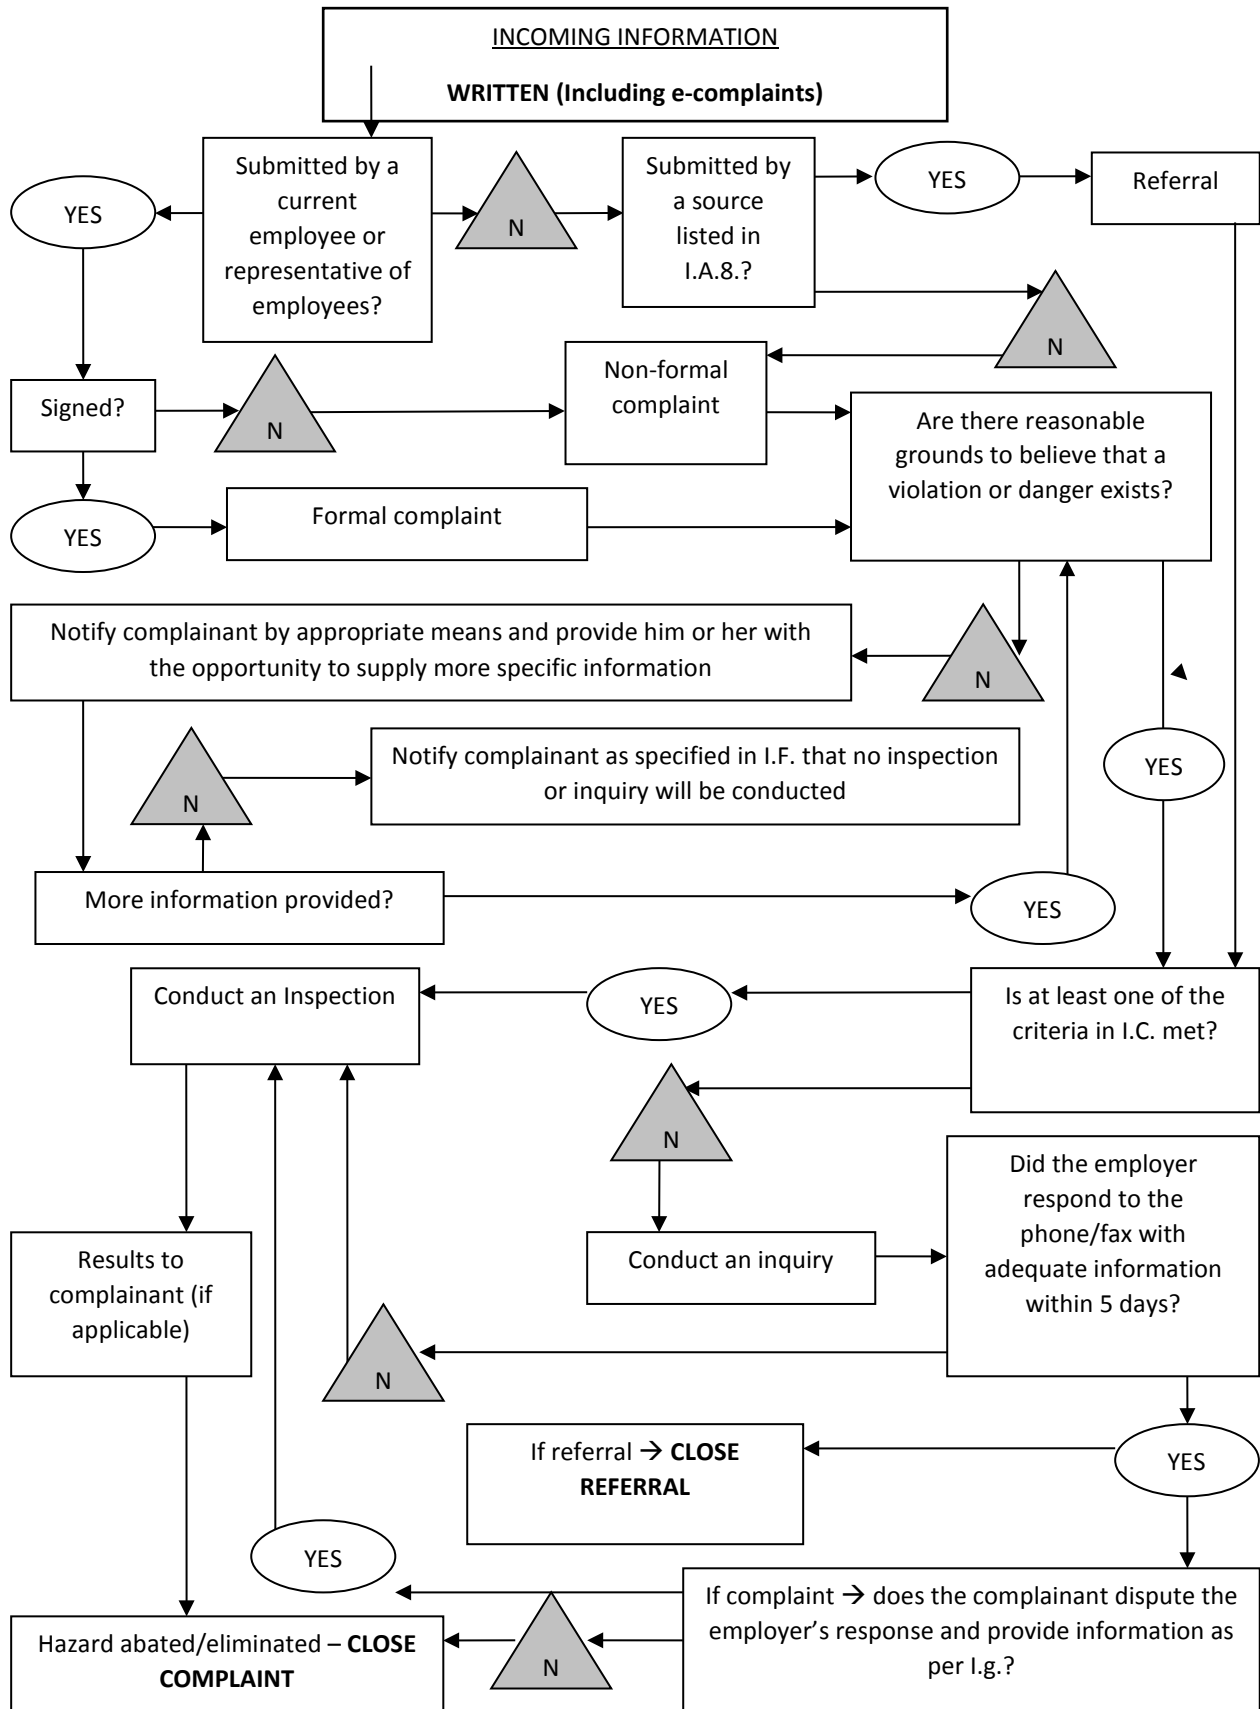 INCOMING INFORMATION
WRITTEN (Including e-complaints)
Submitted by a
current
employee or
representative of
employees?
YES
N
Submitted by
a source
listed in
I.A.8.?
YES
Referral
N
Signed?
N
Non-formal
complaint
Are there reasonable
grounds to believe that a
violation or danger exists?
YES
Formal complaint
Notify complainant by appropriate means and provide him or her with
the opportunity to supply more specific information
N
YES
N
Notify complainant as specified in I.F. that no inspection
or inquiry will be conducted
More information provided?
YES
Conduct an Inspection
YES
Is at least one of the
criteria in I.C. met?
N
Did the employer
respond to the
phone/fax with
adequate information
within 5 days?
Conduct an inquiry
Results to
complainant (if
applicable)
N
If referral → CLOSE
REFERRAL
YES
YES
If complaint → does the complainant dispute the
employer’s response and provide information as
per I.g.?
N
Hazard abated/eliminated – CLOSE
COMPLAINT